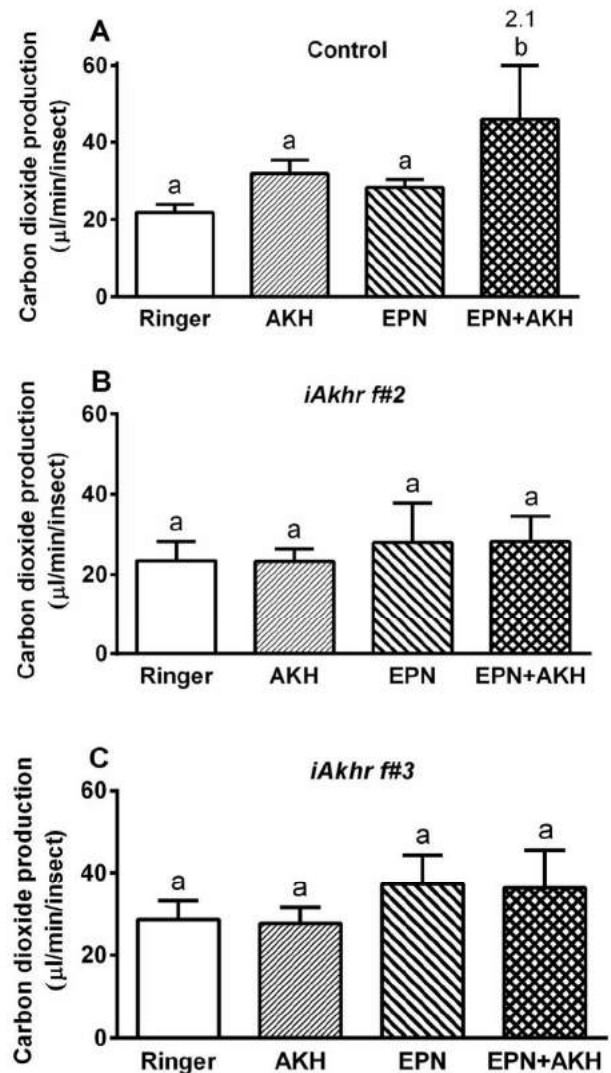 A
Control
2.1
b
a
a
a
60
40
20
0
Carbon dioxide production
(µl/min/insect)
Ringer AKH EPN EPN+AKH
B
iAkhr f#2
60
40
20
0
a
a
a
a
Carbon dioxide production
(µl/min/insect)
Ringer AKH EPN EPN+AKH
C
iAkhr f#3
60
40
20
0
a
a
a
a
Carbon dioxide production
(µl/min/insect)
Ringer AKH EPN EPN+AKH